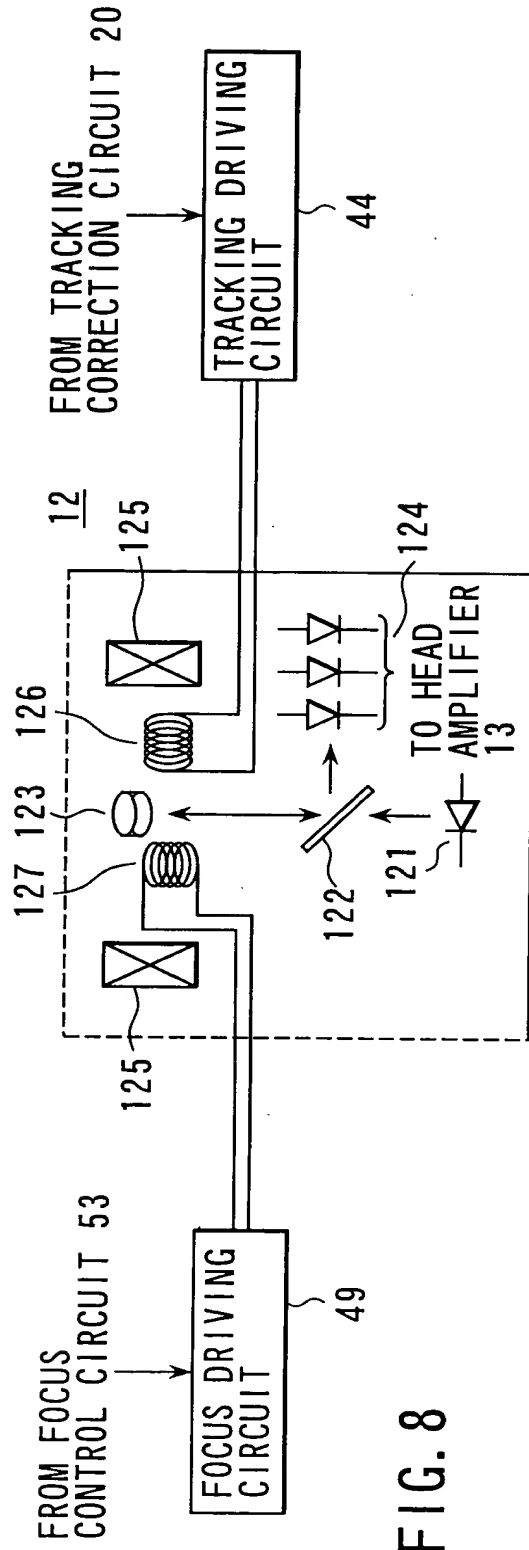 FROM FOCUS
CONTROL CIRCUIT 53
FOCUS DRIVING
CIRCUIT
49
FIG. 8
125
127
123
126
125
12
122
121
TO HEAD
AMPLIFIER
13
124
FROM TRACKING
CORRECTION CIRCUIT 20
TRACKING DRIVING
CIRCUIT
44